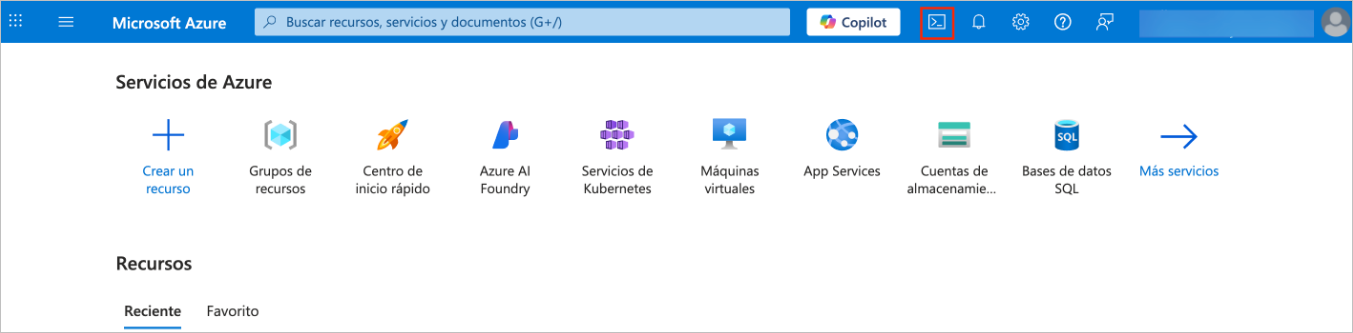 Microsoft Azure
Buscar recursos, servicios y documentos (G+/)
Copilot
Servicios de Azure
Crear un
recurso
Grupos de
recursos
Centro de
inicio rápido
Azure AI
Foundry
Servicios de
Kubernetes
Máquinas
virtuales
App Services
Cuentas de
almacenamie...
SQL
Bases de datos
SQL
Más servicios
Recursos
Reciente
Favorito